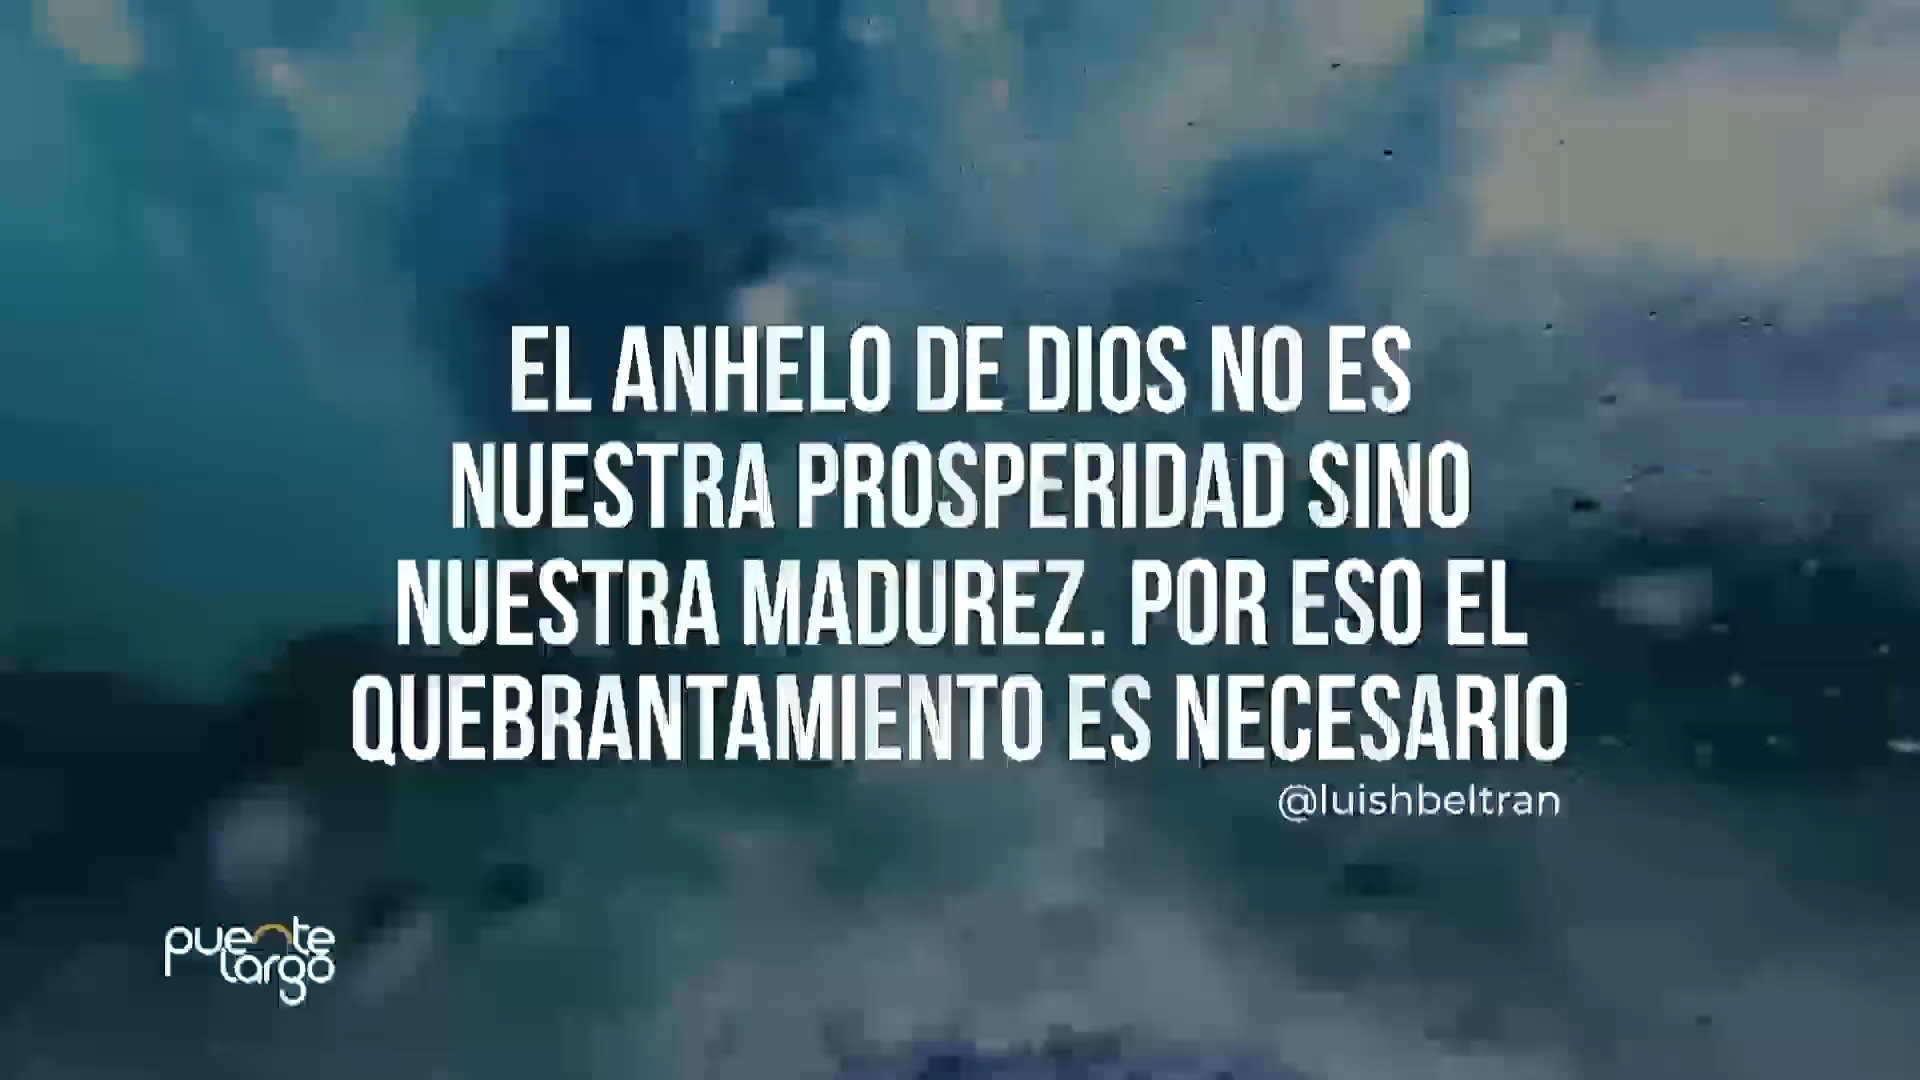 EL ANHELO DE DIOS NO ES
NUESTRA PROSPERIDAD SINO
NUESTRA MADUREZ. POR ESO EL
QUEBRANTAMIENTO ES NECESARIO
@luishbeltran
puente
largo